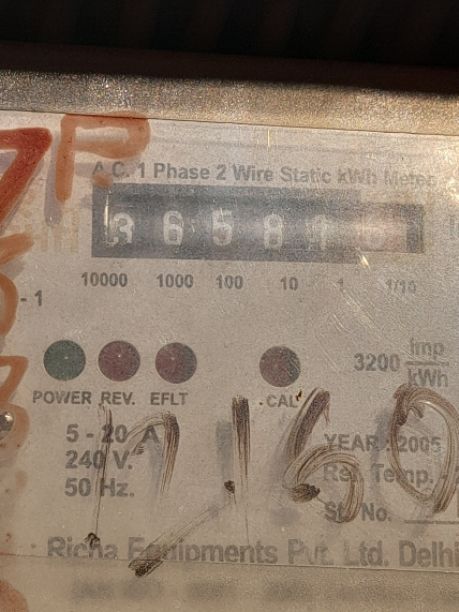 A.C. 1 Phase 2 Wire Static kWh Meter
3 6 5 8
10000 1000 100 10 1 1/10
- 1
3200 Imp/kWh
POWER REV. EFLT CAL
5 - 20 A
240 V.
50 Hz.
YEAR : 2005
Ref. Temp.
Sr. No.
Richa Equipments Pvt. Ltd. Delhi